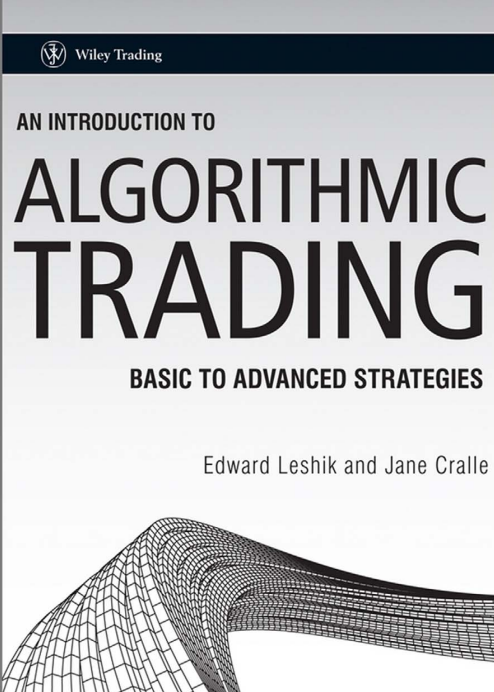 Wiley Trading
AN INTRODUCTION TO
ALGORITHMIC
TRADING
BASIC TO ADVANCED STRATEGIES
Edward Leshik and Jane Cralle